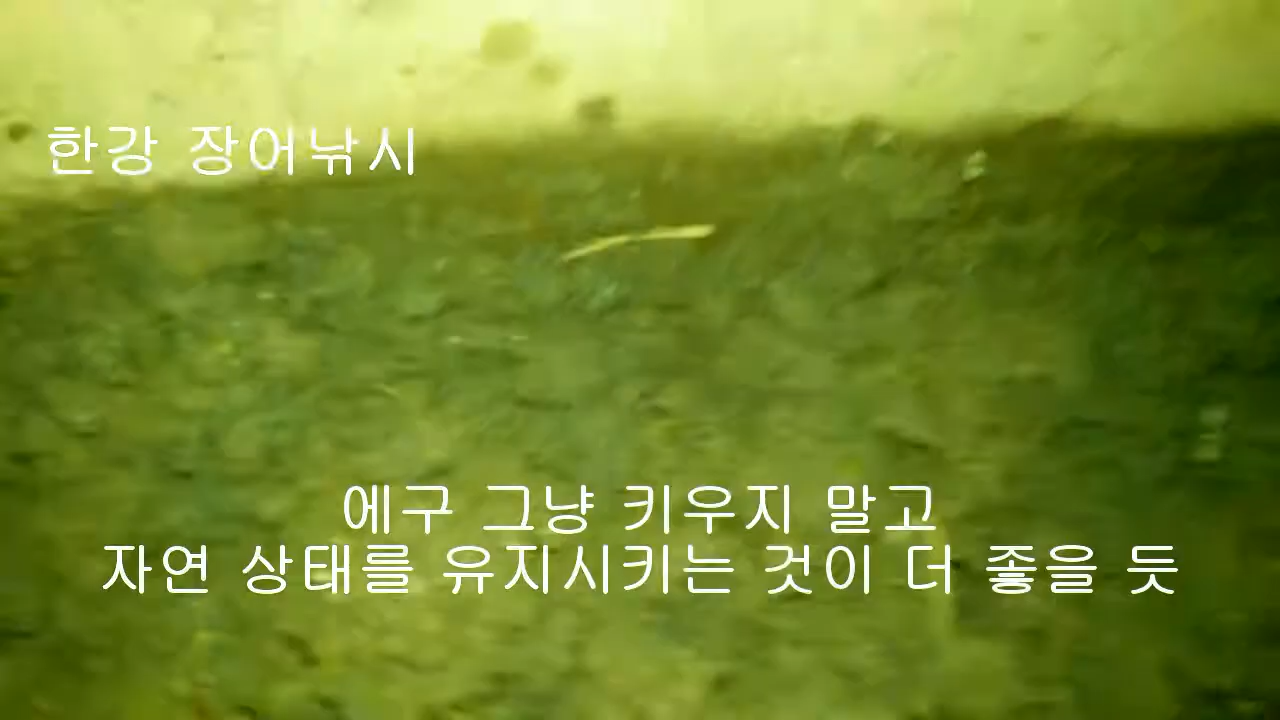 한강 장어낚시
에구 그냥 키우지 말고
자연 상태를 유지시키는 것이 더 좋을 듯